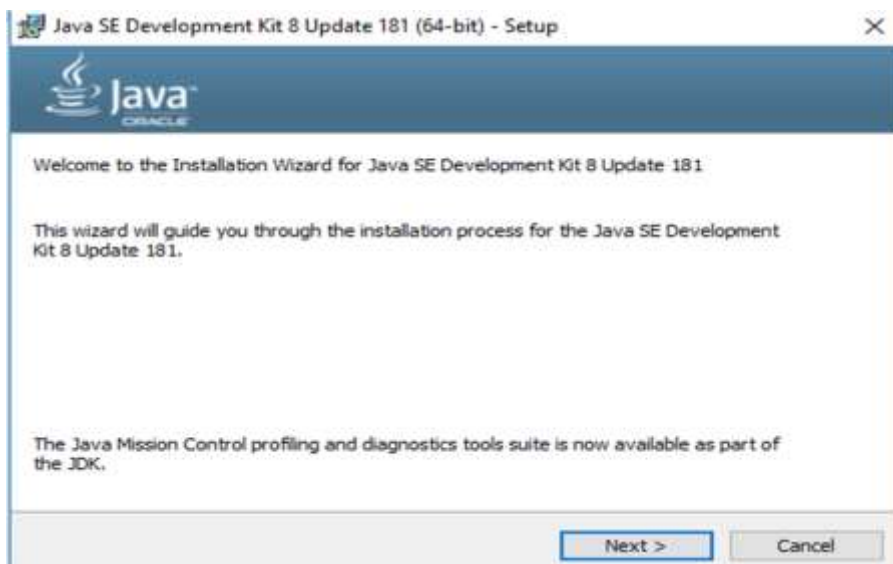 Java SE Development Kit 8 Update 181 (64-bit) - Setup
Java™
ORACLE
Welcome to the Installation Wizard for Java SE Development Kit 8 Update 181
This wizard will guide you through the installation process for the Java SE Development
Kit 8 Update 181.
The Java Mission Control profiling and diagnostics tools suite is now available as part of
the JDK.
Next >
Cancel